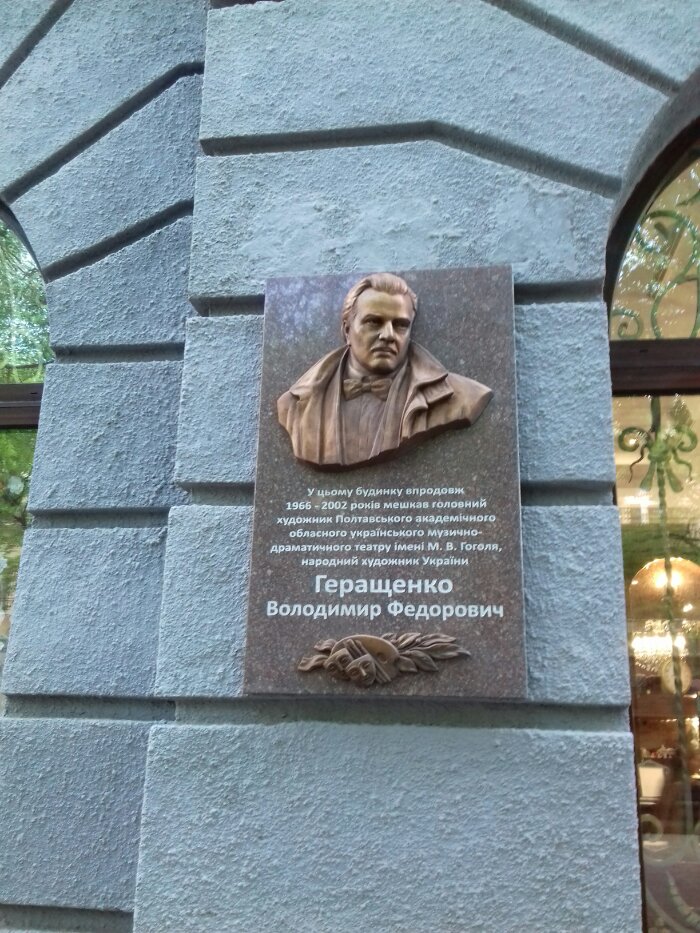 У цьому будинку впродовж
1966 - 2002 років мешкав головний
художник Полтавського академічного
обласного українського музично-
драматичного театру імені М. В. Гоголя,
народний художник України
Геращенко
Володимир Федорович